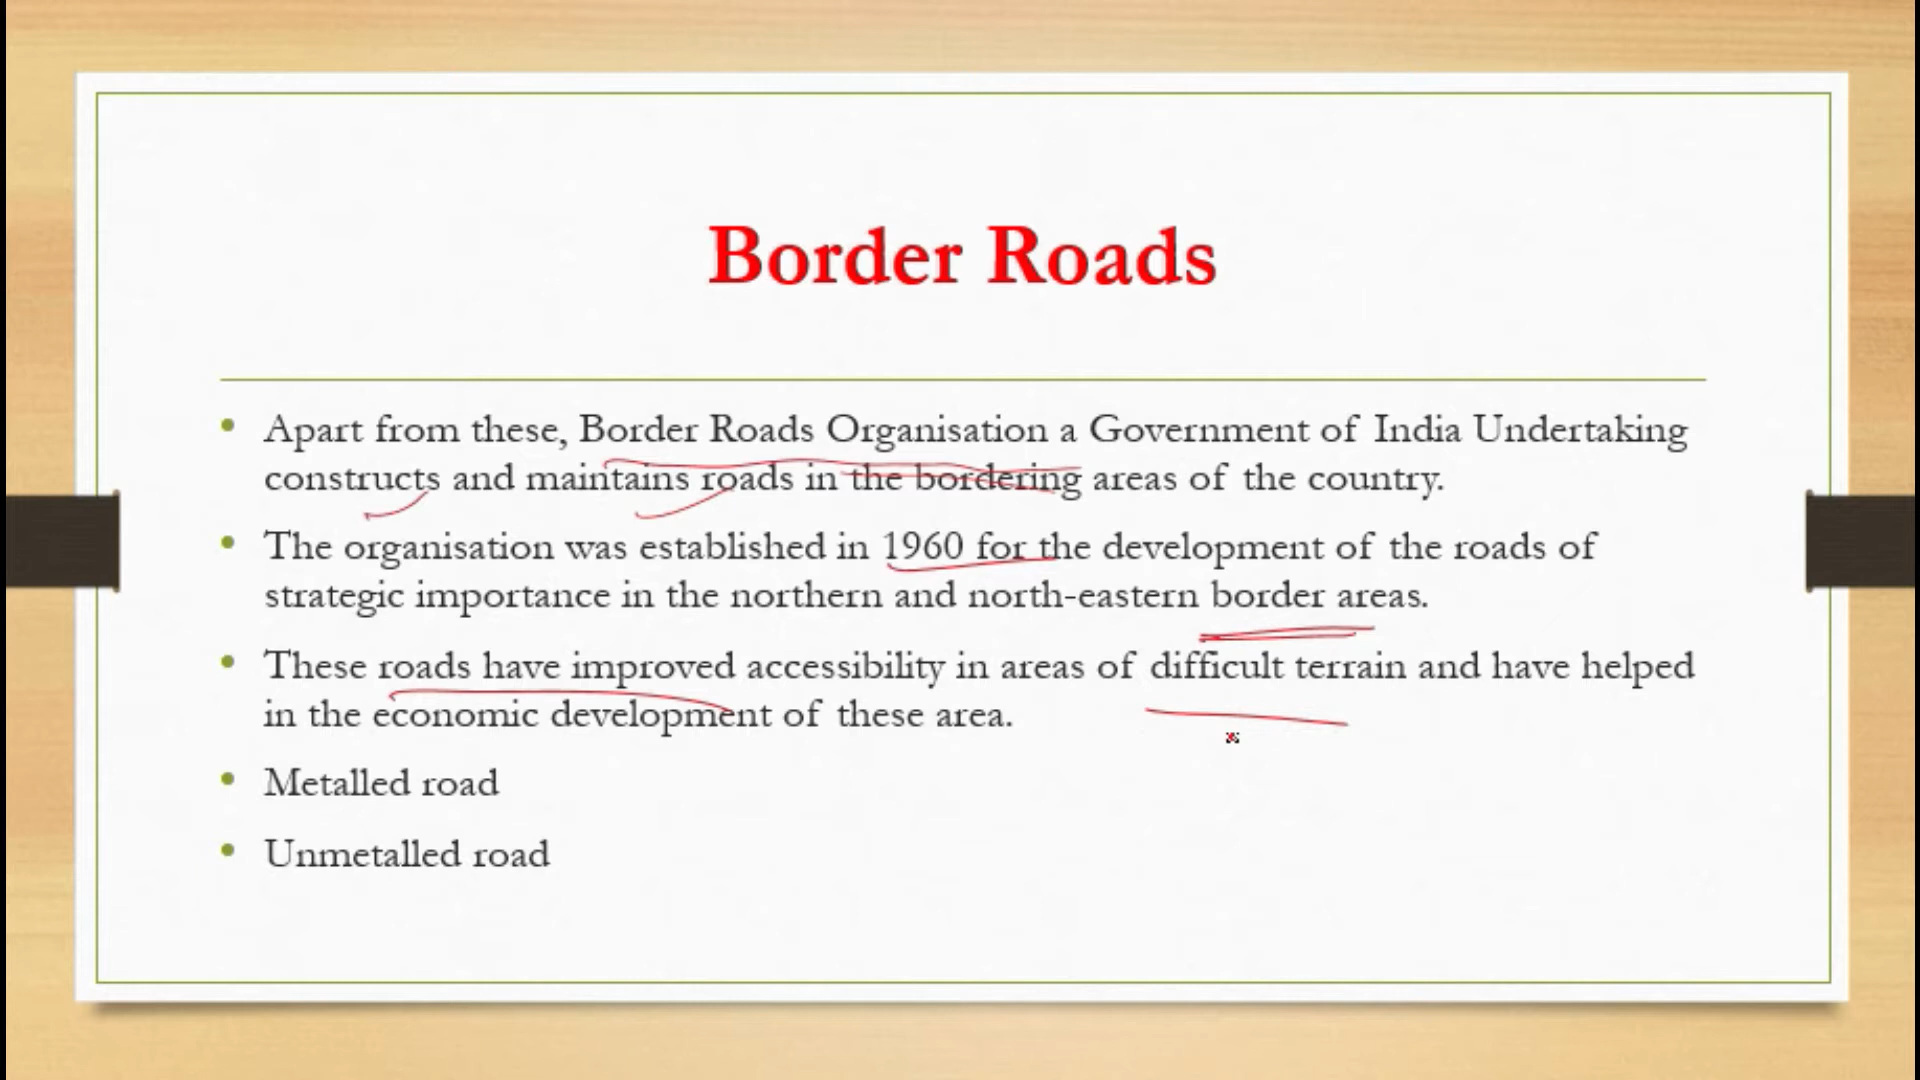 Border Roads
• Apart from these, Border Roads Organisation a Government of India Undertaking
constructs and maintains roads in the bordering areas of the country.
• The organisation was established in 1960 for the development of the roads of
strategic importance in the northern and north-eastern border areas.
• These roads have improved accessibility in areas of difficult terrain and have helped
in the economic development of these area.
• Metalled road
• Unmetalled road